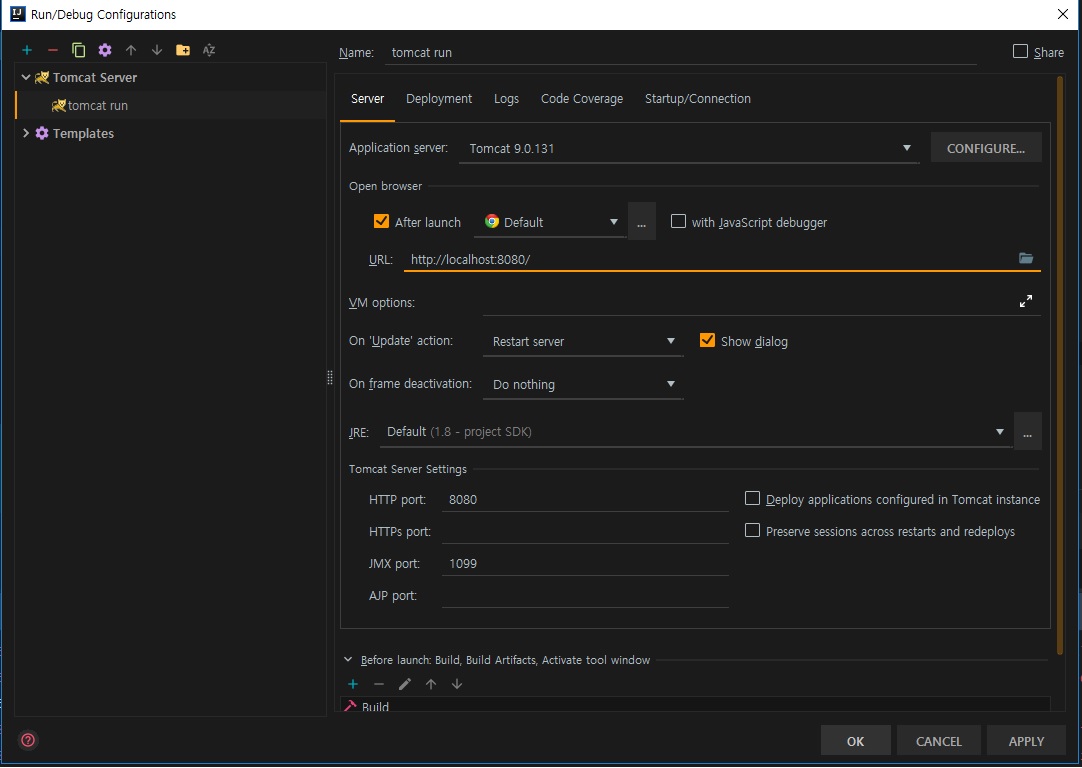 Run/Debug Configurations
Name: tomcat run
Share
Tomcat Server
tomcat run
Templates
Server Deployment Logs Code Coverage Startup/Connection
Application server: Tomcat 9.0.131 CONFIGURE...
Open browser
After launch Default ... with JavaScript debugger
URL: http://localhost:8080/
VM options:
On 'Update' action: Restart server Show dialog
On frame deactivation: Do nothing
JRE: Default (1.8 - project SDK) ...
Tomcat Server Settings
HTTP port: 8080 Deploy applications configured in Tomcat instance
HTTPs port: Preserve sessions across restarts and redeploys
JMX port: 1099
AJP port:
Before launch: Build, Build Artifacts, Activate tool window
Build
OK CANCEL APPLY